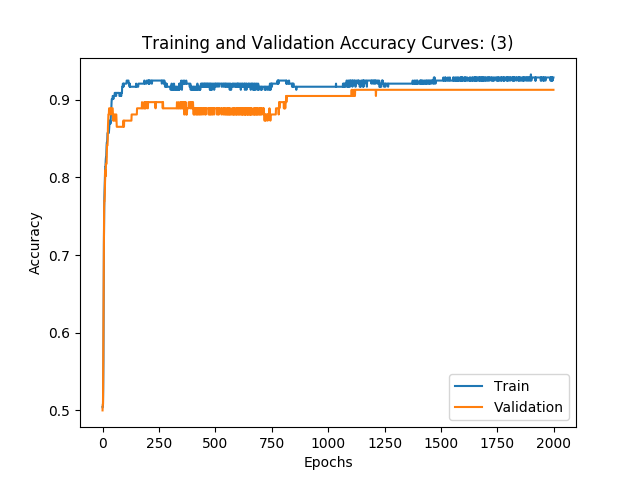 Training and Validation Accuracy Curves: (3)
0.9
0.8
0.7
0.6
0.5
Accuracy
Train
Validation
0 250 500 750 1000 1250 1500 1750 2000
Epochs